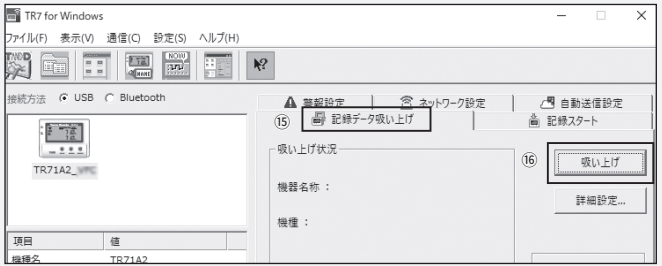 TR7 for Windows
ファイル(F) 表示(V) 通信(C) 設定(S) ヘルプ(H)
接続方法 USB Bluetooth
警報設定 ネットワーク設定 自動送信設定
⑮ 記録データ吸い上げ 記録スタート
吸い上げ状況
⑯ 吸い上げ
機器名称 :
詳細設定...
機種 :
TR71A2_
項目 値
機種名 TR71A2